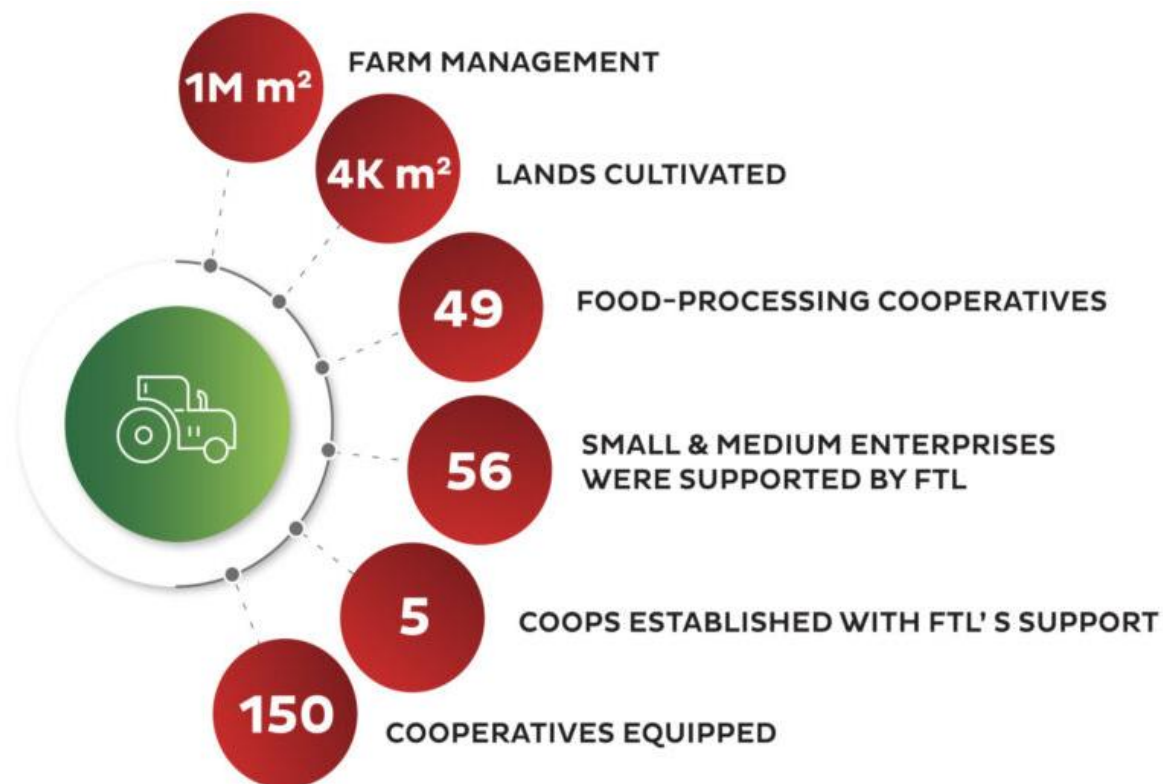 1M m²
FARM MANAGEMENT
4K m²
LANDS CULTIVATED
49
FOOD-PROCESSING COOPERATIVES
56
SMALL & MEDIUM ENTERPRISES
WERE SUPPORTED BY FTL
5
COOPS ESTABLISHED WITH FTL' S SUPPORT
150
COOPERATIVES EQUIPPED